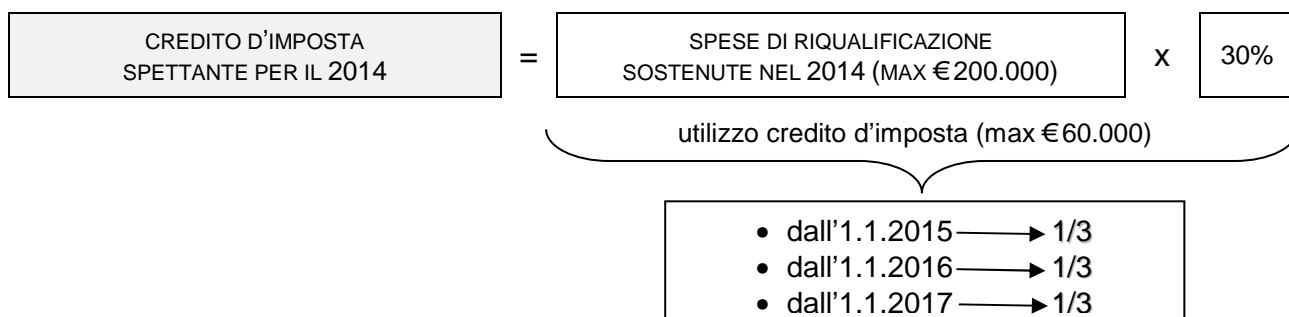 CREDITO D'IMPOSTA
SPETTANTE PER IL 2014
=
SPESE DI RIQUALIFICAZIONE
SOSTENUTE NEL 2014 (MAX € 200.000)
x
30%
utilizzo credito d'imposta (max € 60.000)
• dall'1.1.2015 → 1/3
• dall'1.1.2016 → 1/3
• dall'1.1.2017 → 1/3